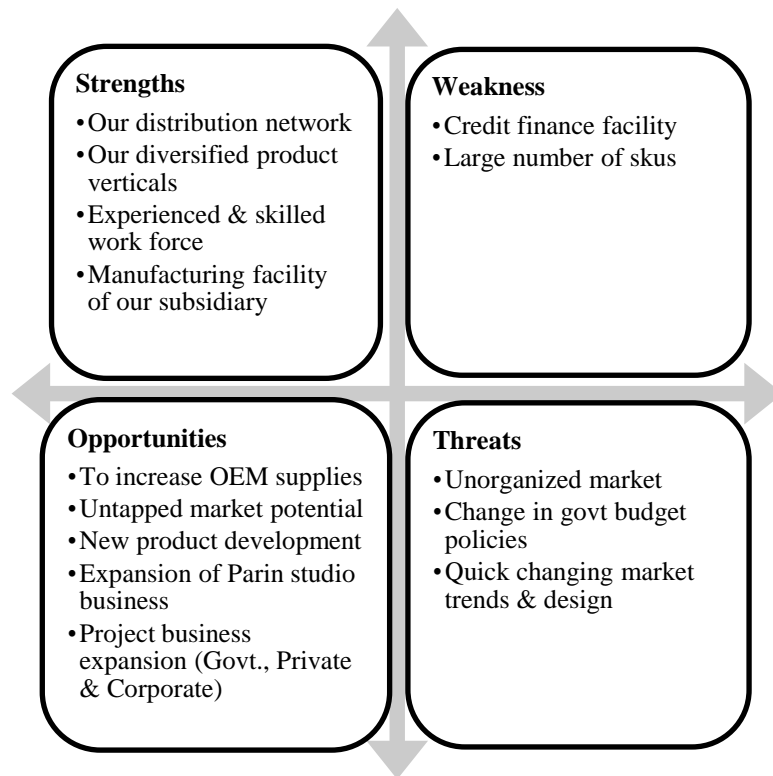 Strengths
•Our distribution network
•Our diversified product
verticals
•Experienced & skilled
work force
•Manufacturing facility
of our subsidiary
Weakness
•Credit finance facility
•Large number of skus
Opportunities
•To increase OEM supplies
•Untapped market potential
•New product development
•Expansion of Parin studio
business
•Project business
expansion (Govt., Private
& Corporate)
Threats
•Unorganized market
•Change in govt budget
policies
•Quick changing market
trends & design